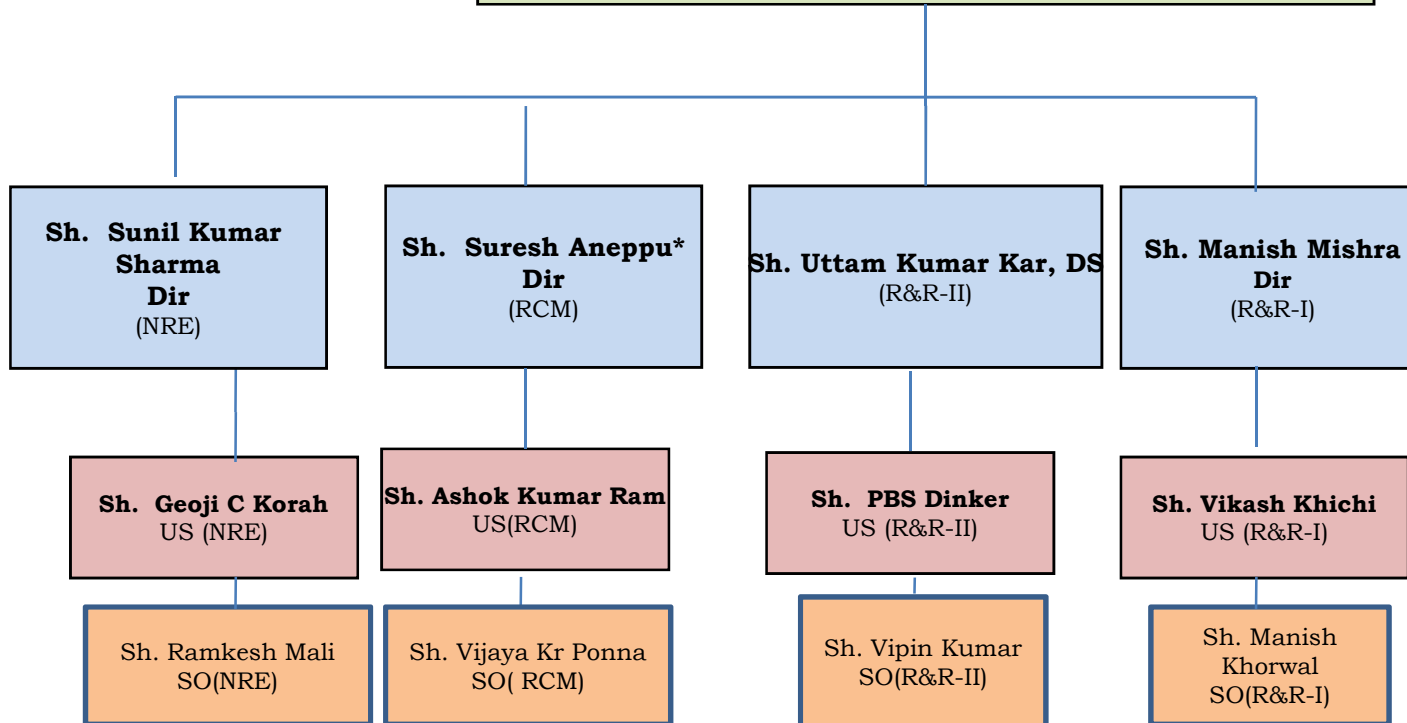 Sh. Sunil Kumar
Sharma
Dir
(NRE)
Sh. Suresh Aneppu*
Dir
(RCM)
Sh. Uttam Kumar Kar, DS
(R&R-II)
Sh. Manish Mishra
Dir
(R&R-I)
Sh. Geoji C Korah
US (NRE)
Sh. Ashok Kumar Ram
US(RCM)
Sh. PBS Dinker
US (R&R-II)
Sh. Vikash Khichi
US (R&R-I)
Sh. Ramkesh Mali
SO(NRE)
Sh. Vijaya Kr Ponna
SO( RCM)
Sh. Vipin Kumar
SO(R&R-II)
Sh. Manish
Khorwal
SO(R&R-I)